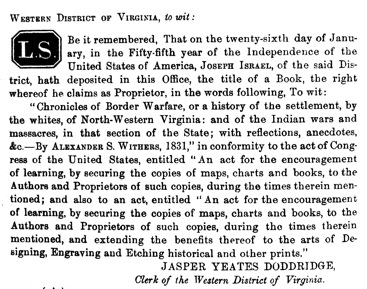 WESTERN DISTRICT OF VIRGINIA, to wit:
L.S.
Be it remembered, That on the twenty-sixth day of Janu-
ary, in the Fifty-fifth year of the Independence of the
United States of America, JOSEPH ISRAEL, of the said Dis-
trict, hath deposited in this Office, the title of a Book, the right
whereof he claims as Proprietor, in the words following, To wit:
"Chronicles of Border Warfare, or a history of the settlement, by
the whites, of North-Western Virginia: and of the Indian wars and
massacres, in that section of the State; with reflections, anecdotes,
&c.—By ALEXANDER S. WITHERS, 1831," in conformity to the act of Cong-
ress of the United States, entitled "An act for the encouragement
of learning, by securing the copies of maps, charts and books, to the
Authors and Proprietors of such copies, during the times therein men-
tioned; and also to an act, entitled "An act for the encouragement
of learning, by securing the copies of maps, charts and books, to the
Authors and Proprietors of such copies, during the times therein
mentioned, and extending the benefits thereof to the arts of De-
signing, Engraving and Etching historical and other prints."
JASPER YEATES DODDRIDGE,
Clerk of the Western District of Virginia.